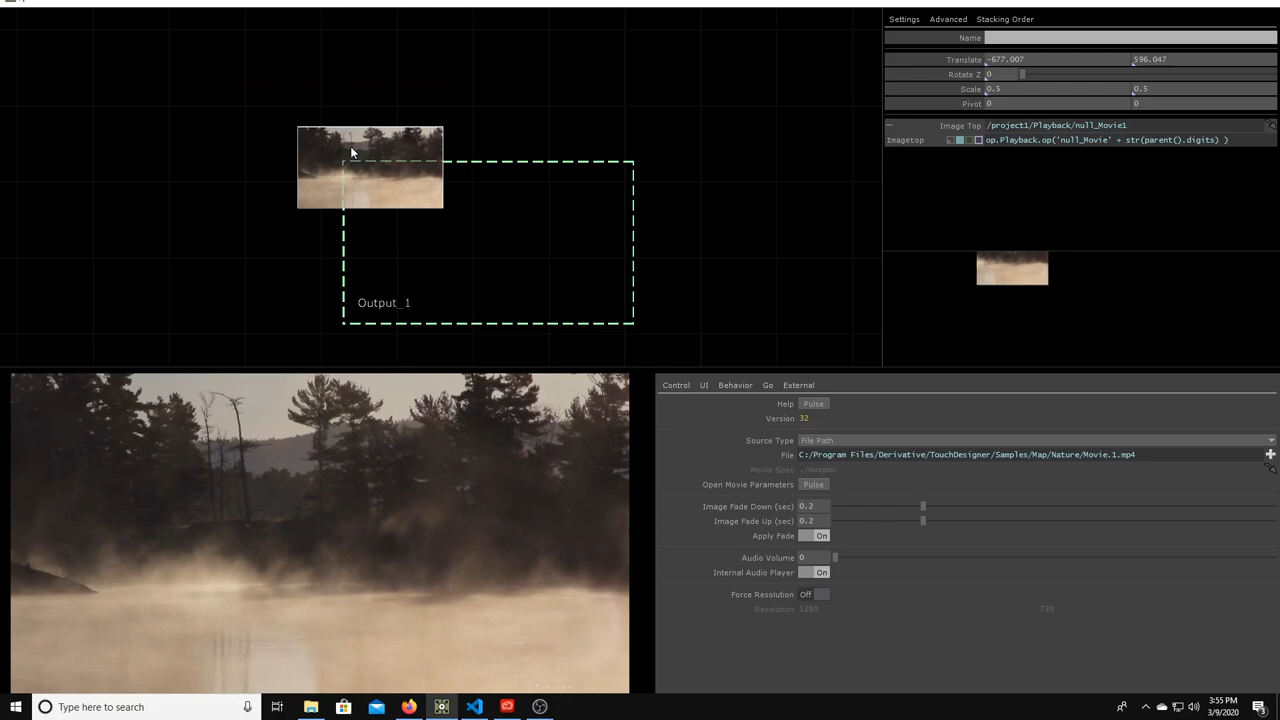 Settings Advanced Stacking Order
Name
Translate -677.007 596.047
Rotate Z 0
Scale 0.5 0.5
Pivot 0 0
Image Top /project1/Playback/null_Movie1
Imagetop op.Playback.op('null_Movie' + str(parent().digits) )
Output_1
Control UI Behavior Go External
Help Pulse
Version 32
Source Type File Path
File C:/Program Files/Derivative/TouchDesigner/Samples/Map/Nature/Movie.1.mp4
Movie Spec ./mvspec
Open Movie Parameters Pulse
Image Fade Down (sec) 0.2
Image Fade Up (sec) 0.2
Apply Fade On
Audio Volume 0
Internal Audio Player On
Force Resolution Off
Resolution 1280 720
Type here to search
3:55 PM
3/9/2020